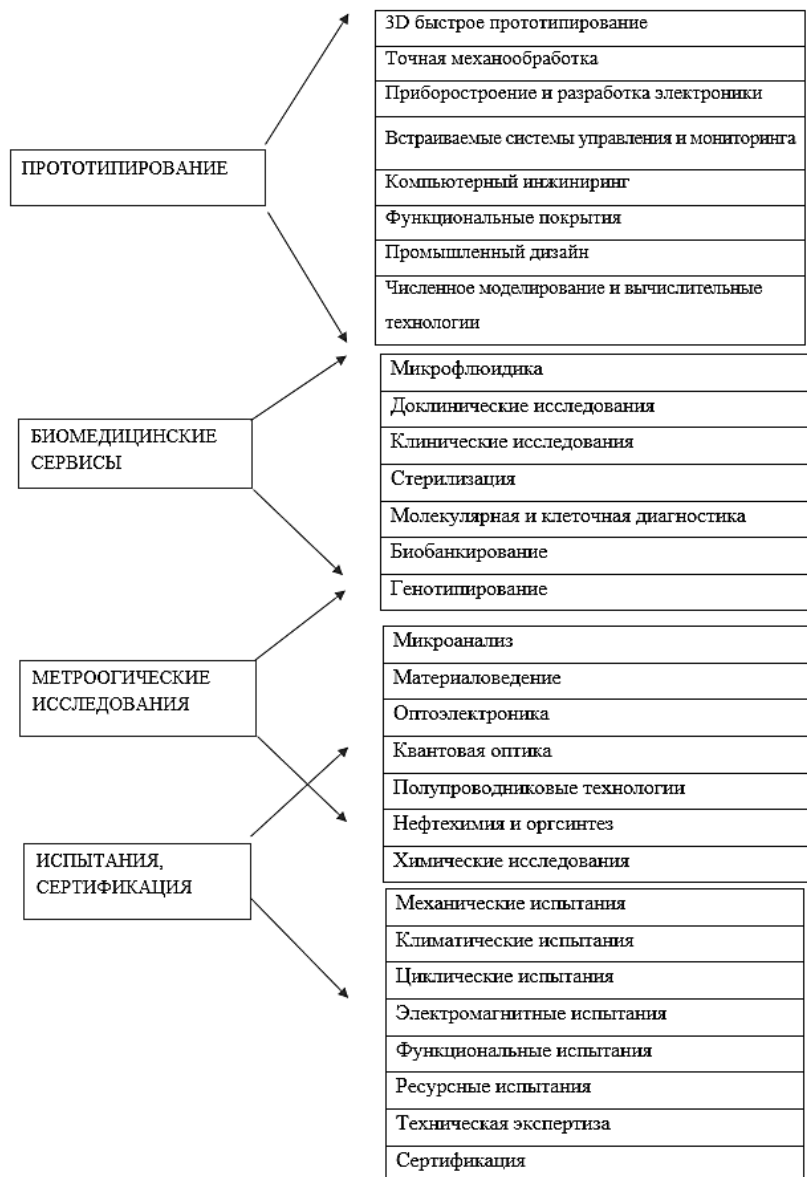 ПРОТОТИПИРОВАНИЕ
3D быстрое прототипирование
Точная механообработка
Приборостроение и разработка электроники
Встраиваемые системы управления и мониторинга
Компьютерный инжиниринг
Функциональные покрытия
Промышленный дизайн
Численное моделирование и вычислительные
технологии
БИОМЕДИЦИНСКИЕ
СЕРВИСЫ
Микрофлюидика
Доклинические исследования
Клинические исследования
Стерилизация
Молекулярная и клеточная диагностика
Биобанкирование
Генотипирование
МЕТРООГИЧЕСКИЕ
ИССЛЕДОВАНИЯ
Микроанализ
Материаловедение
Оптоэлектроника
Квантовая оптика
Полупроводниковые технологии
Нефтехимия и оргсинтез
Химические исследования
ИСПЫТАНИЯ,
СЕРТИФИКАЦИЯ
Механические испытания
Климатические испытания
Циклические испытания
Электромагнитные испытания
Функциональные испытания
Ресурсные испытания
Техническая экспертиза
Сертификация